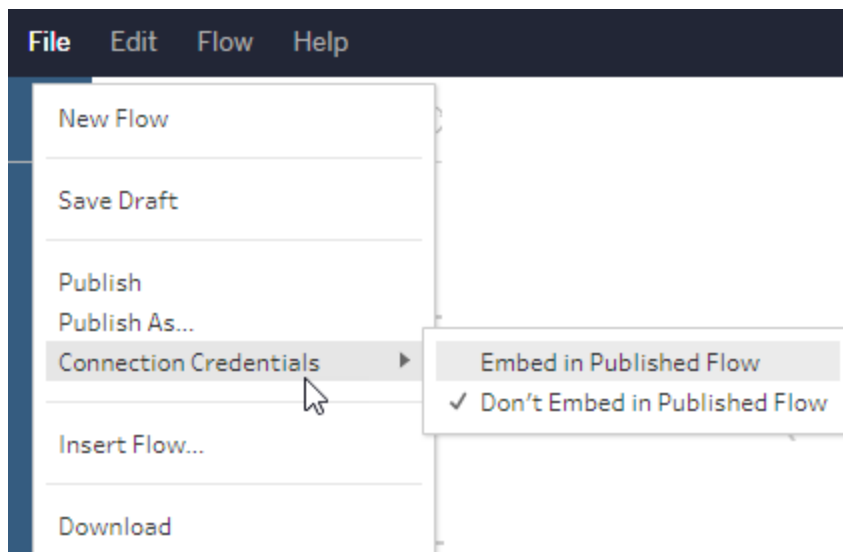 File Edit Flow Help
New Flow
Save Draft
Publish
Publish As...
Connection Credentials
Embed in Published Flow
✓ Don't Embed in Published Flow
Insert Flow...
Download